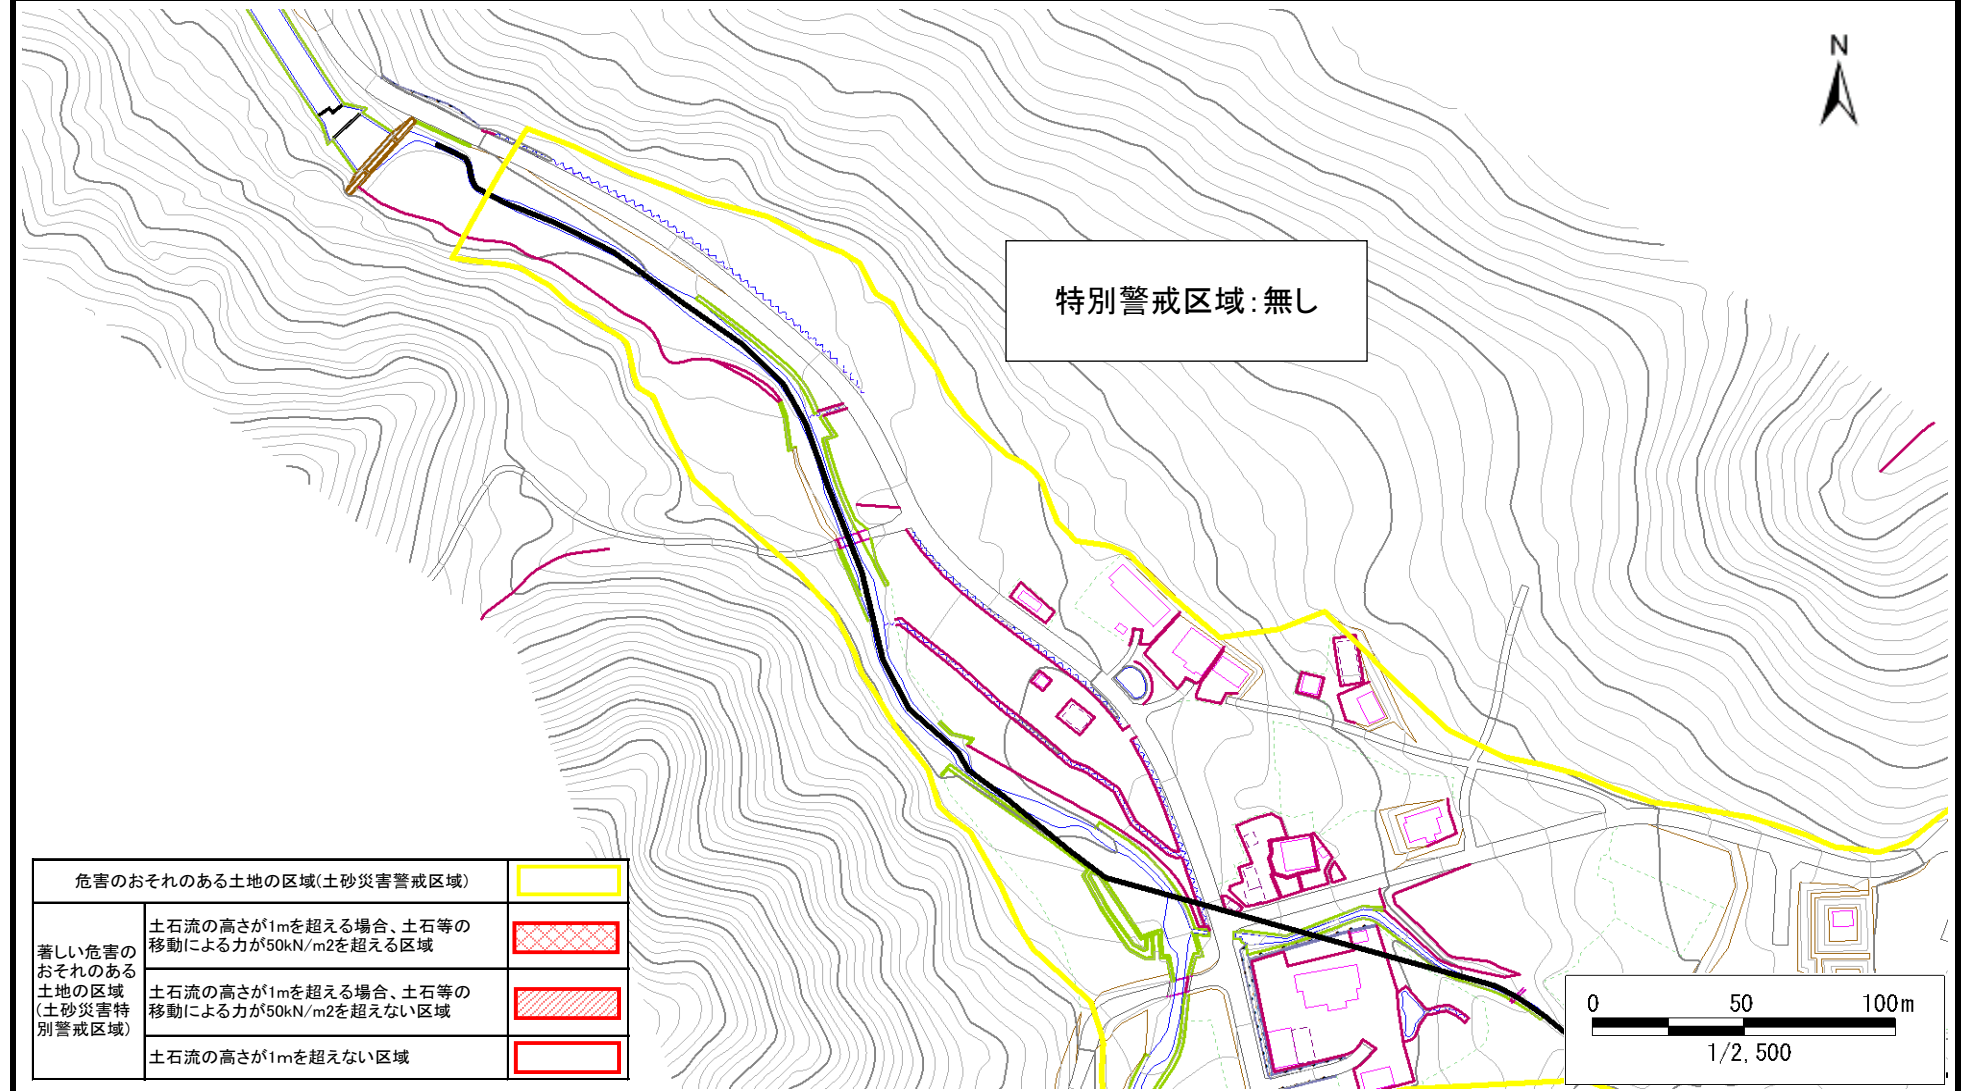 N
特別警戒区域：無し
危害のおそれのある土地の区域(土砂災害警戒区域)
著しい危害の
おそれのある
土地の区域
(土砂災害特
別警戒区域)
土石流の高さが1mを超える場合、土石等の
移動による力が50kN/m2を超える区域
土石流の高さが1mを超える場合、土石等の
移動による力が50kN/m2を超えない区域
土石流の高さが1mを超えない区域
0 50 100m
1/2,500